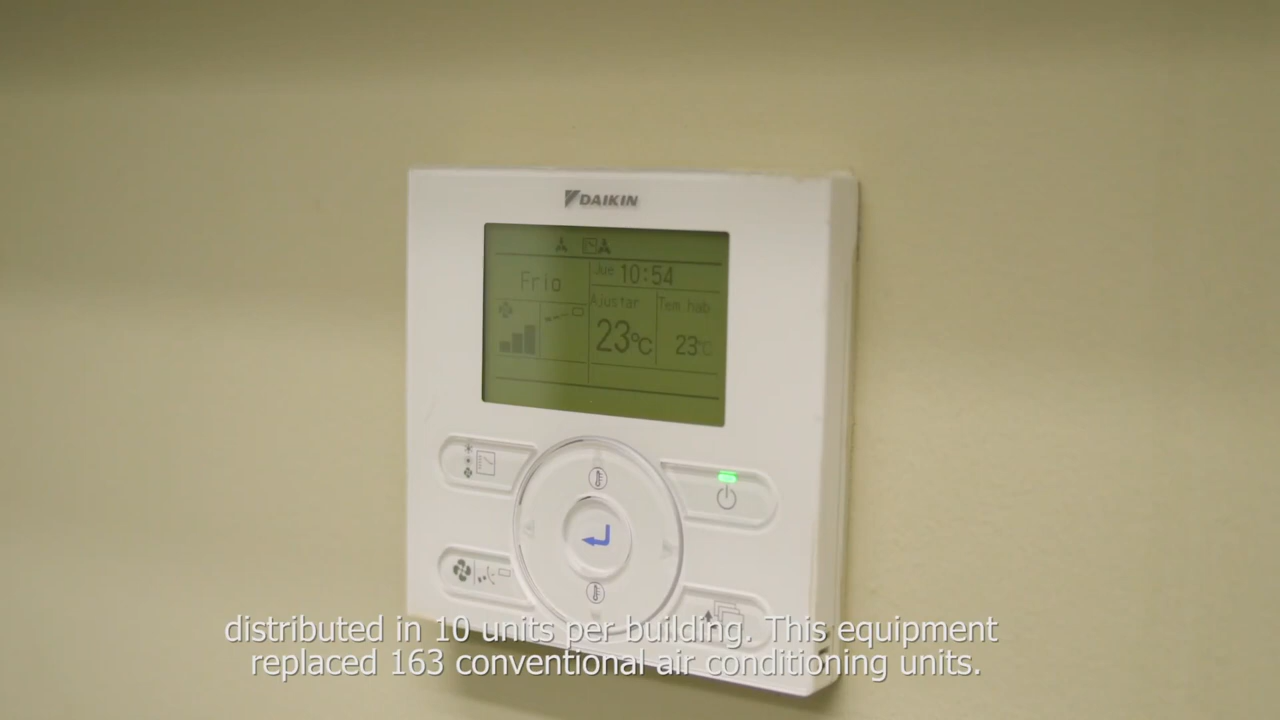 DAIKIN
Frio
Jue 10:54
Ajustar
Tem hab
23°C
23°C
distributed in 10 units per building. This equipment
replaced 163 conventional air conditioning units.